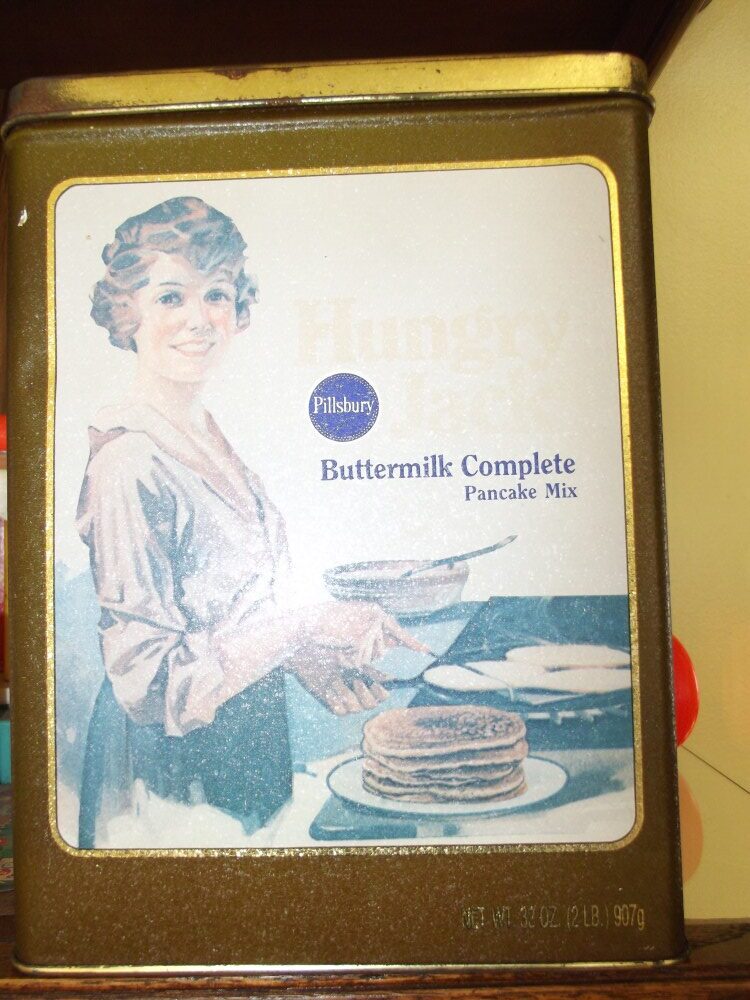 Hungry
Jack
Pillsbury
Buttermilk Complete
Pancake Mix
NET WT. 32 OZ. (2 LB.) 907g